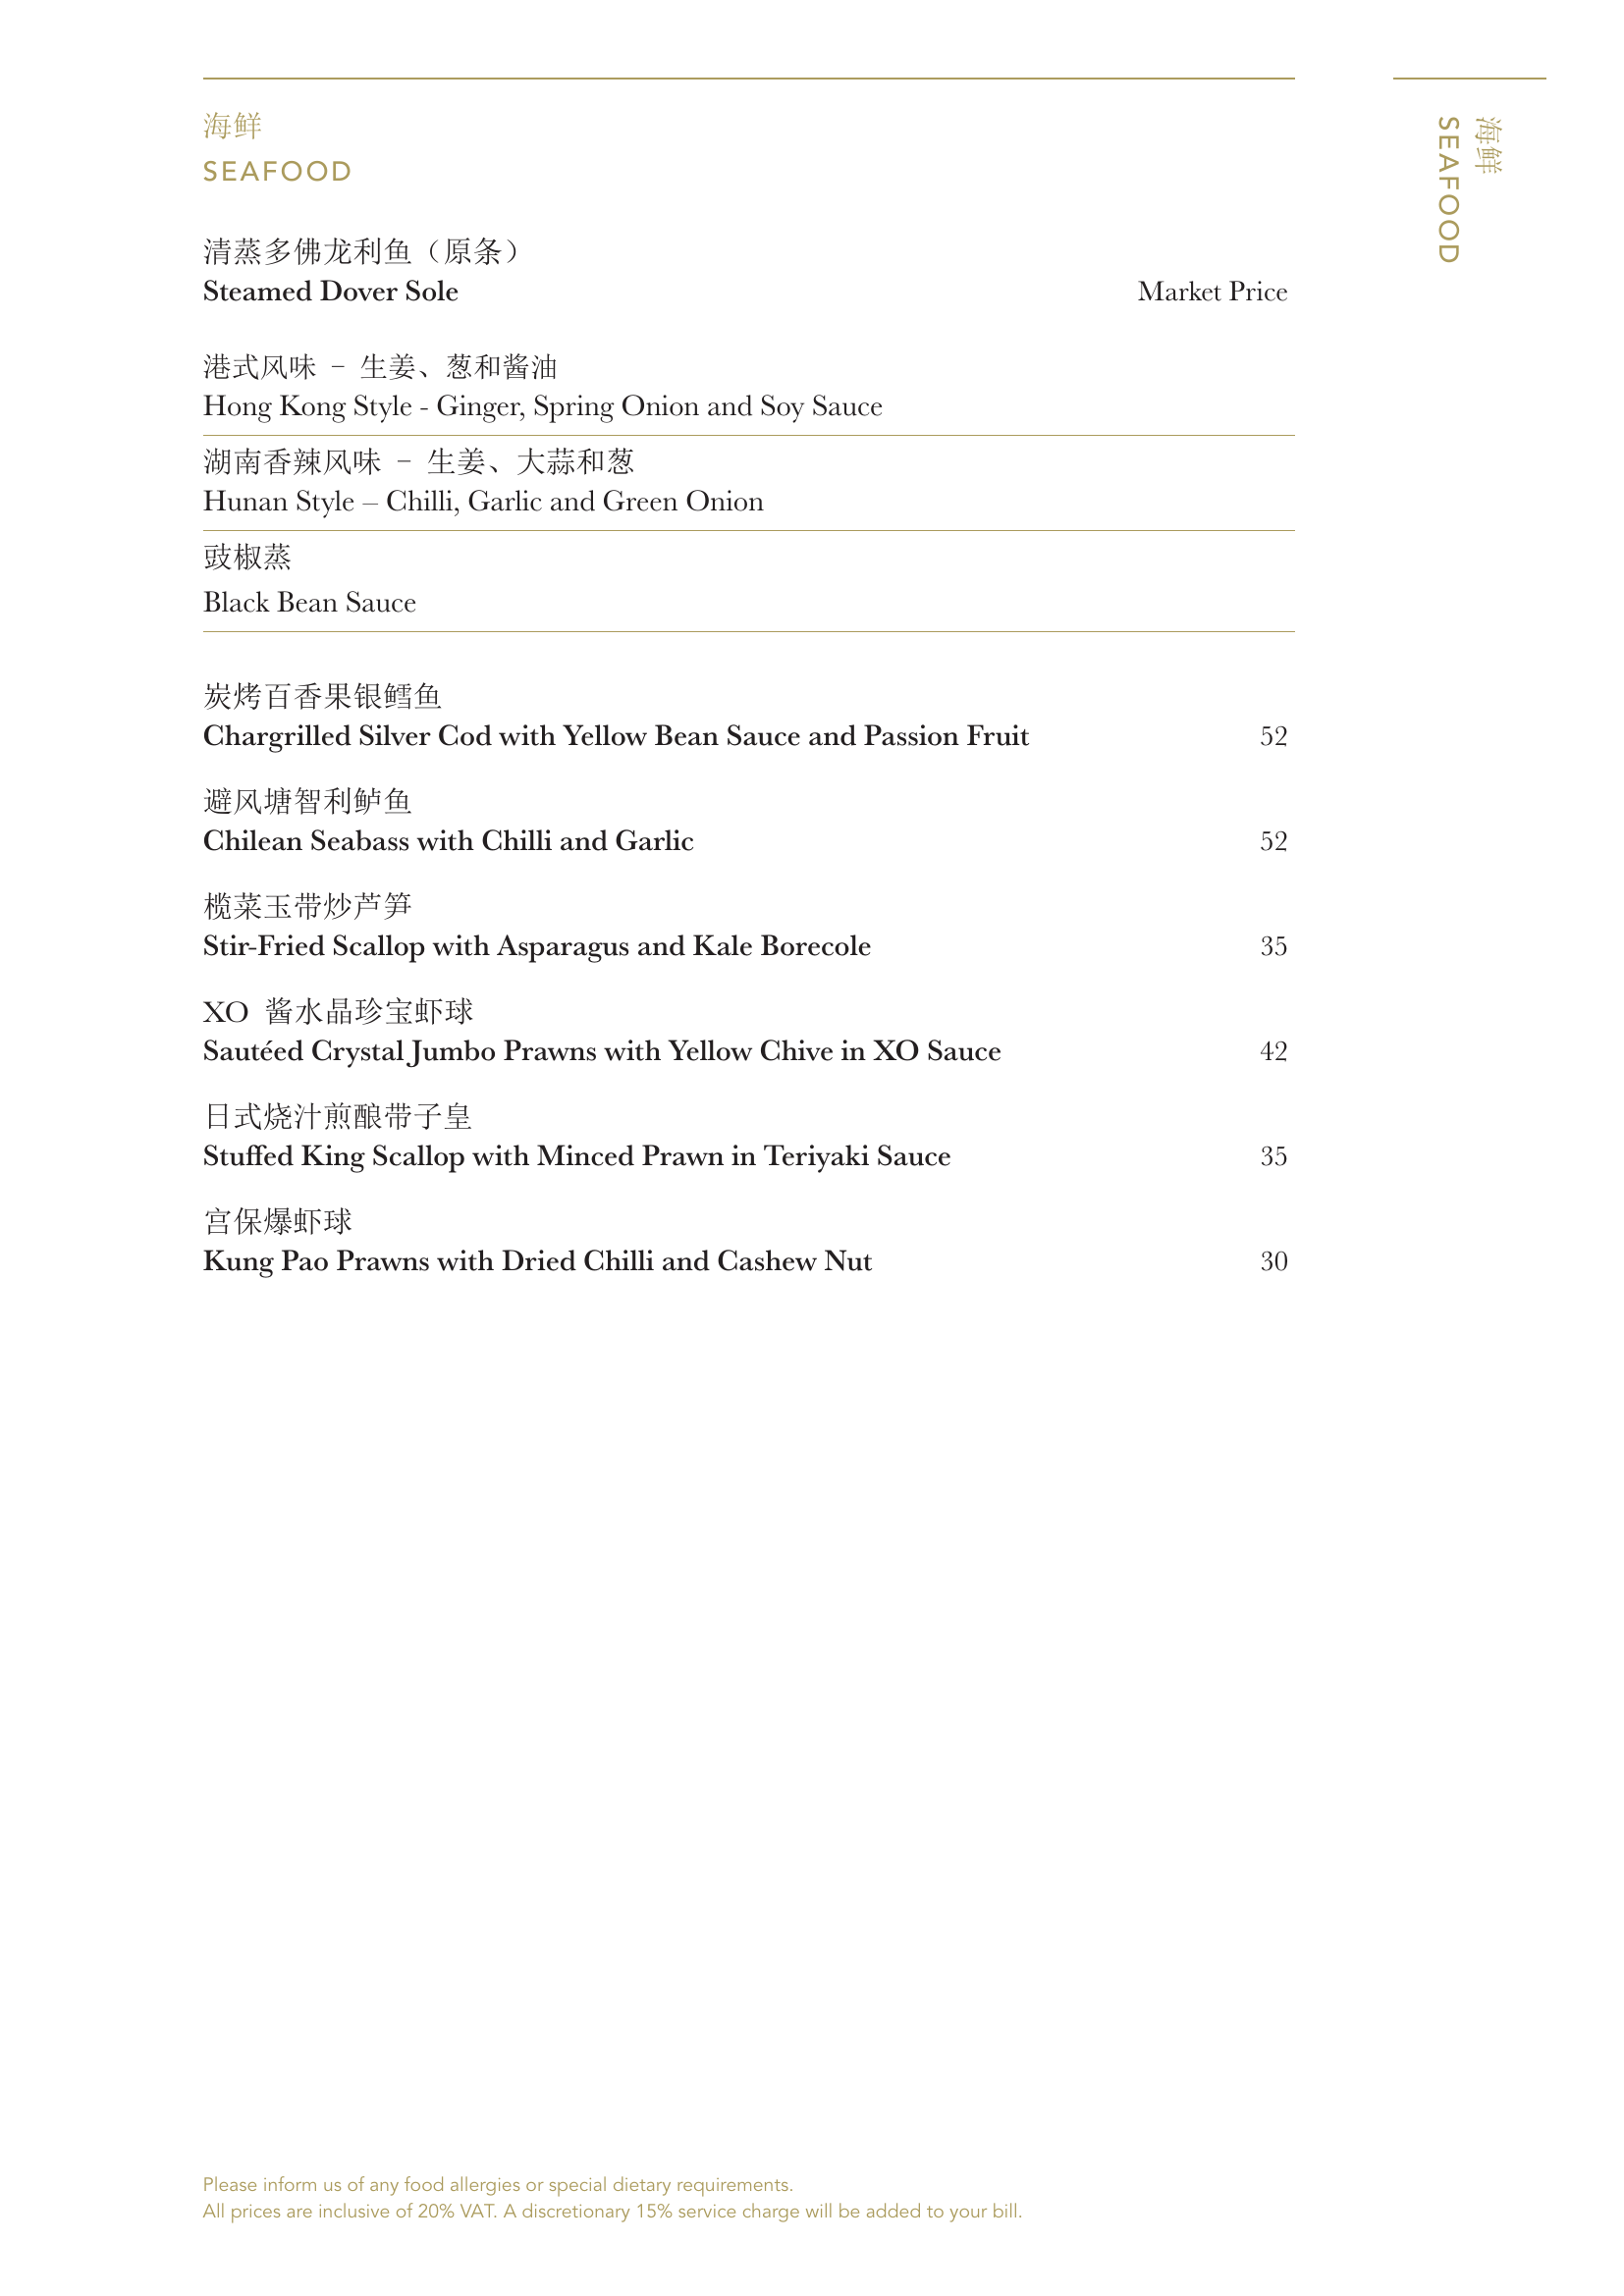 海鲜
SEAFOOD
清蒸多佛龙利鱼（原条）
Steamed Dover Sole Market Price
港式风味 – 生姜、葱和酱油
Hong Kong Style - Ginger, Spring Onion and Soy Sauce
湖南香辣风味 – 生姜、大蒜和葱
Hunan Style – Chilli, Garlic and Green Onion
豉椒蒸
Black Bean Sauce
炭烤百香果银鳕鱼
Chargrilled Silver Cod with Yellow Bean Sauce and Passion Fruit 52
避风塘智利鲈鱼
Chilean Seabass with Chilli and Garlic 52
榄菜玉带炒芦笋
Stir-Fried Scallop with Asparagus and Kale Borecole 35
XO 酱水晶珍宝虾球
Sautéed Crystal Jumbo Prawns with Yellow Chive in XO Sauce 42
日式烧汁煎酿带子皇
Stuffed King Scallop with Minced Prawn in Teriyaki Sauce 35
宫保爆虾球
Kung Pao Prawns with Dried Chilli and Cashew Nut 30
海鲜
SEAFOOD
Please inform us of any food allergies or special dietary requirements.
All prices are inclusive of 20% VAT. A discretionary 15% service charge will be added to your bill.